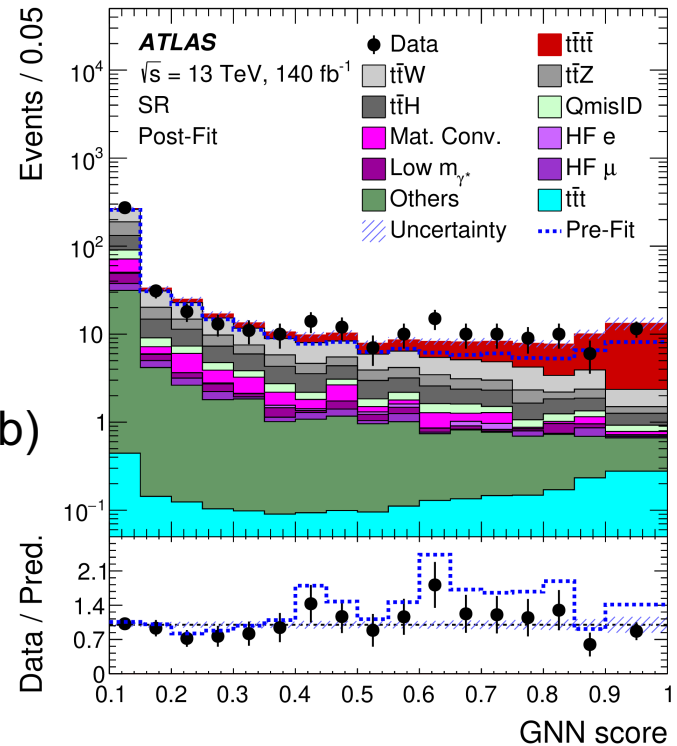 ATLAS
√s = 13 TeV, 140 fb⁻¹
SR
Post-Fit
Data
tt̄tt̄
tt̄W
tt̄Z
tt̄H
QmisID
Mat. Conv.
HF e
Low m_γ*
HF μ
Others
tt̄t
Uncertainty
Pre-Fit
Events / 0.05
10⁴
10³
10²
10
1
10⁻¹
b)
Data / Pred.
2.1
1.4
0.7
0
0.1 0.2 0.3 0.4 0.5 0.6 0.7 0.8 0.9 1
GNN score